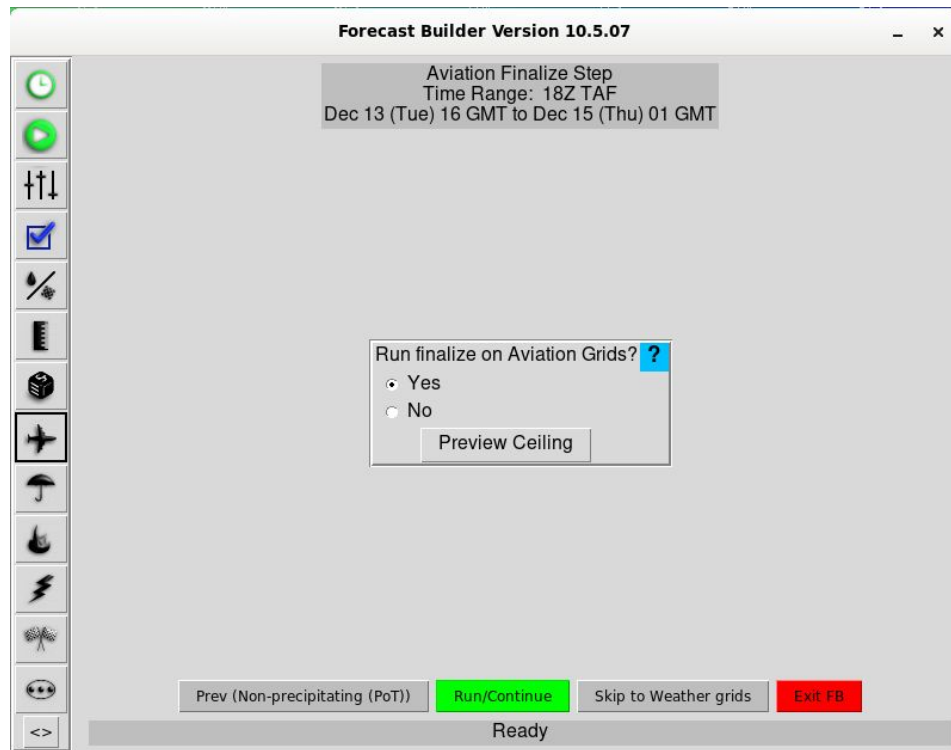 Forecast Builder Version 10.5.07
Aviation Finalize Step
Time Range: 18Z TAF
Dec 13 (Tue) 16 GMT to Dec 15 (Thu) 01 GMT
Run finalize on Aviation Grids? ?
Yes
No
Preview Ceiling
Prev (Non-precipitating (PoT)) Run/Continue Skip to Weather grids Exit FB
<> Ready